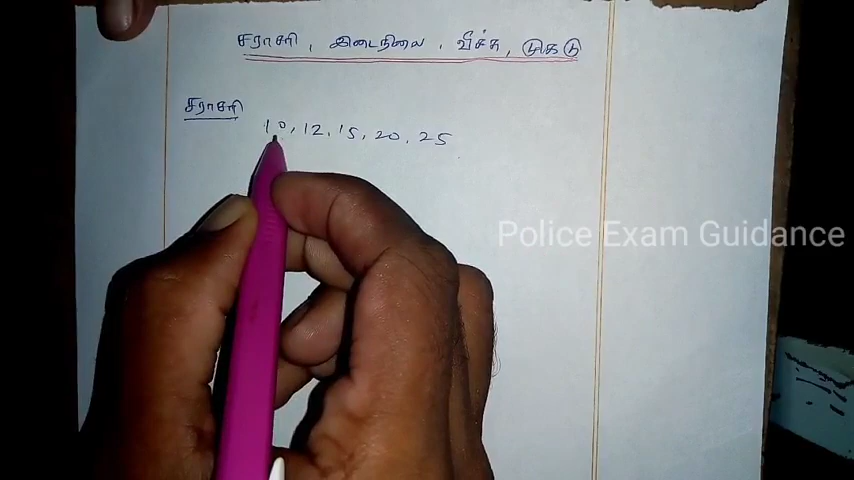 சராசரி, இடைநிலை, வீச்சு, முகடு
சராசரி
10, 12, 15, 20, 25
Police Exam Guidance